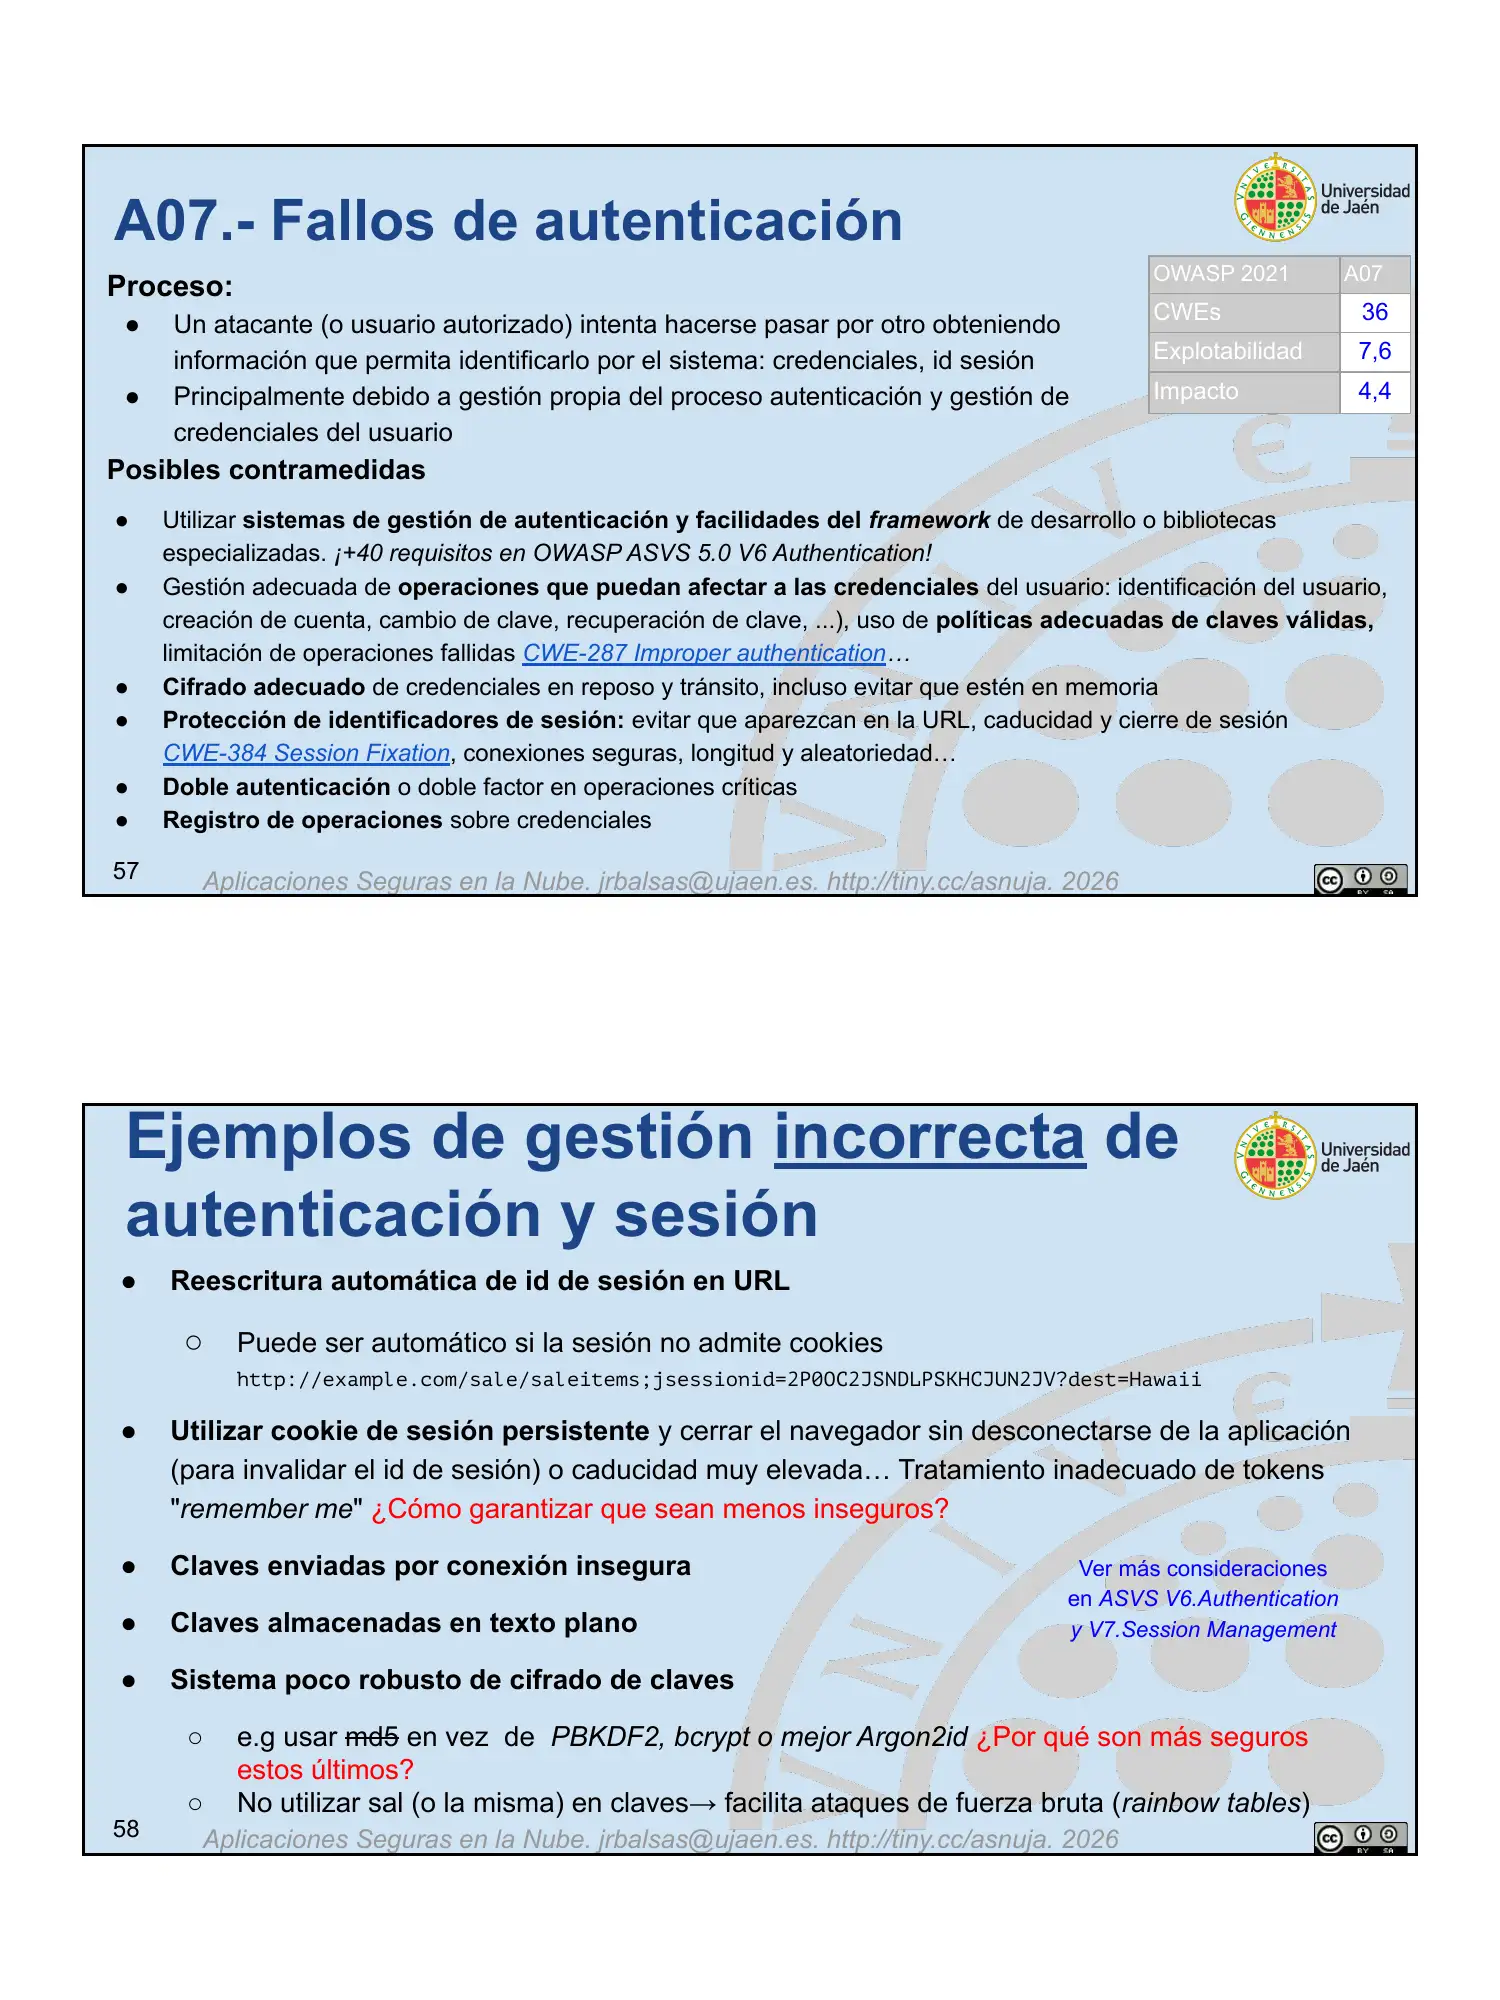 A07.- Fallos de autenticación
Universidad
de Jaén
OWASP 2021 A07
CWEs 36
Explotabilidad 7,6
Impacto 4,4
Proceso:
● Un atacante (o usuario autorizado) intenta hacerse pasar por otro obteniendo
información que permita identificarlo por el sistema: credenciales, id sesión
● Principalmente debido a gestión propia del proceso autenticación y gestión de
credenciales del usuario
Posibles contramedidas
● Utilizar sistemas de gestión de autenticación y facilidades del framework de desarrollo o bibliotecas
especializadas. ¡+40 requisitos en OWASP ASVS 5.0 V6 Authentication!
● Gestión adecuada de operaciones que puedan afectar a las credenciales del usuario: identificación del usuario,
creación de cuenta, cambio de clave, recuperación de clave, ...), uso de políticas adecuadas de claves válidas,
limitación de operaciones fallidas CWE-287 Improper authentication…
● Cifrado adecuado de credenciales en reposo y tránsito, incluso evitar que estén en memoria
● Protección de identificadores de sesión: evitar que aparezcan en la URL, caducidad y cierre de sesión
CWE-384 Session Fixation, conexiones seguras, longitud y aleatoriedad…
● Doble autenticación o doble factor en operaciones críticas
● Registro de operaciones sobre credenciales
57
Aplicaciones Seguras en la Nube. jrbalsas@ujaen.es. http://tiny.cc/asnuja. 2026
cc BY SA
Ejemplos de gestión incorrecta de
autenticación y sesión
Universidad
de Jaén
● Reescritura automática de id de sesión en URL
○ Puede ser automático si la sesión no admite cookies
http://example.com/sale/saleitems;jsessionid=2P0OC2JSNDLPSKHCJUN2JV?dest=Hawaii
● Utilizar cookie de sesión persistente y cerrar el navegador sin desconectarse de la aplicación
(para invalidar el id de sesión) o caducidad muy elevada… Tratamiento inadecuado de tokens
"remember me" ¿Cómo garantizar que sean menos inseguros?
● Claves enviadas por conexión insegura
● Claves almacenadas en texto plano
● Sistema poco robusto de cifrado de claves
Ver más consideraciones
en ASVS V6.Authentication
y V7.Session Management
○ e.g usar md5 en vez de PBKDF2, bcrypt o mejor Argon2id ¿Por qué son más seguros
estos últimos?
○ No utilizar sal (o la misma) en claves→ facilita ataques de fuerza bruta (rainbow tables)
58
Aplicaciones Seguras en la Nube. jrbalsas@ujaen.es. http://tiny.cc/asnuja. 2026
cc BY SA